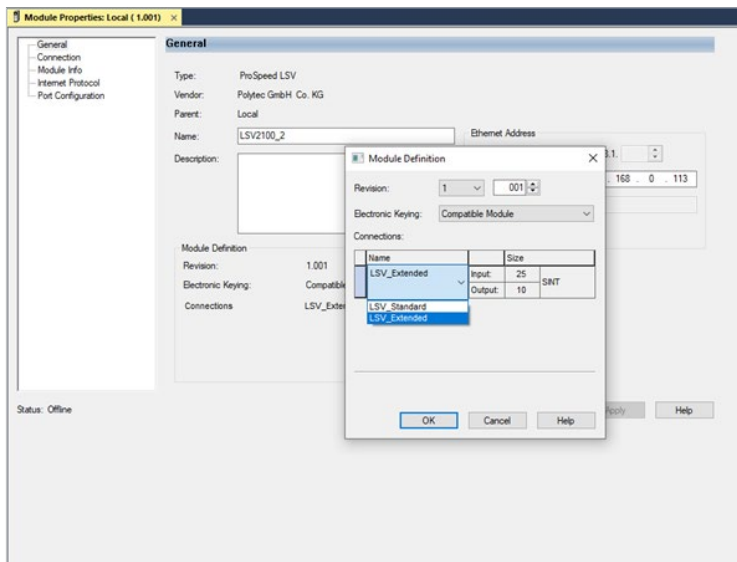 Module Properties: Local ( 1.001) ×
General
Connection
Module Info
Internet Protocol
Port Configuration
General
Type: ProSpeed LSV
Vendor: Polytec GmbH Co. KG
Parent: Local
Name: LSV2100_2
Description:
Ethernet Address
168 . 0 . 113
Module Definition
Revision: 1.001
Electronic Keying:
Connections
Module Definition
Revision: 1 001
Electronic Keying: Compatible Module
Connections:
Name Size
LSV_Extended Input: 25 SINT
Output: 10
LSV_Standard
LSV_Extended
OK Cancel Help
Status: Offline
Apply Help